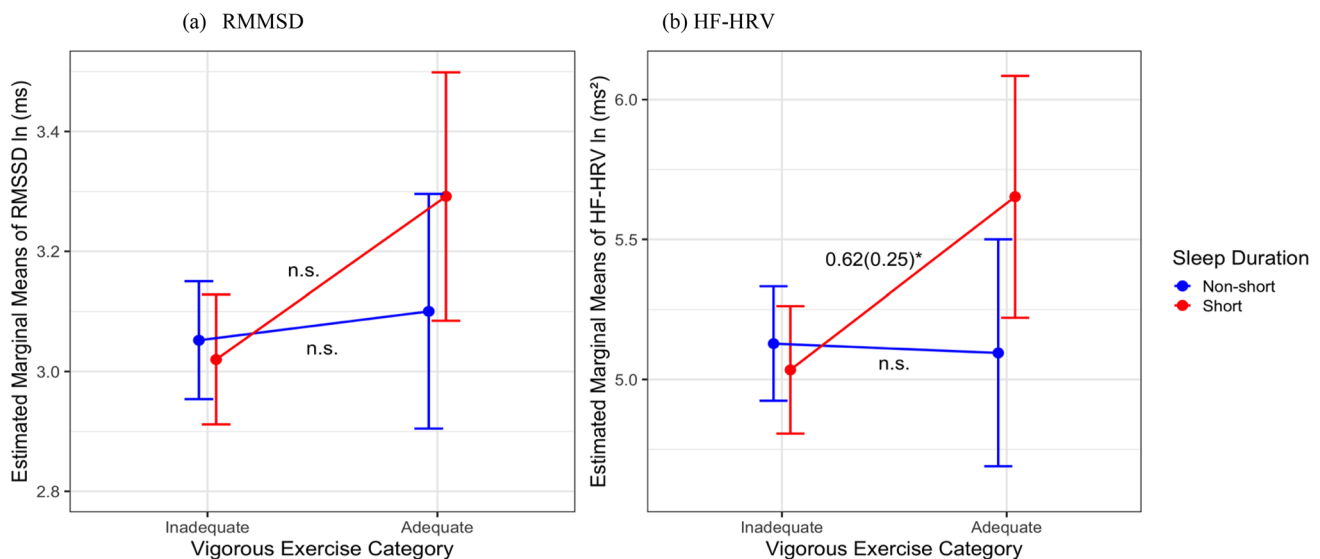 (a) RMMSD
Estimated Marginal Means of RMSSD ln (ms)
3.4
3.2
3.0
2.8
n.s.
n.s.
Inadequate
Adequate
Vigorous Exercise Category
(b) HF-HRV
Estimated Marginal Means of HF-HRV ln (ms²)
6.0
5.5
5.0
0.62(0.25)*
n.s.
Inadequate
Adequate
Vigorous Exercise Category
Sleep Duration
Non-short
Short